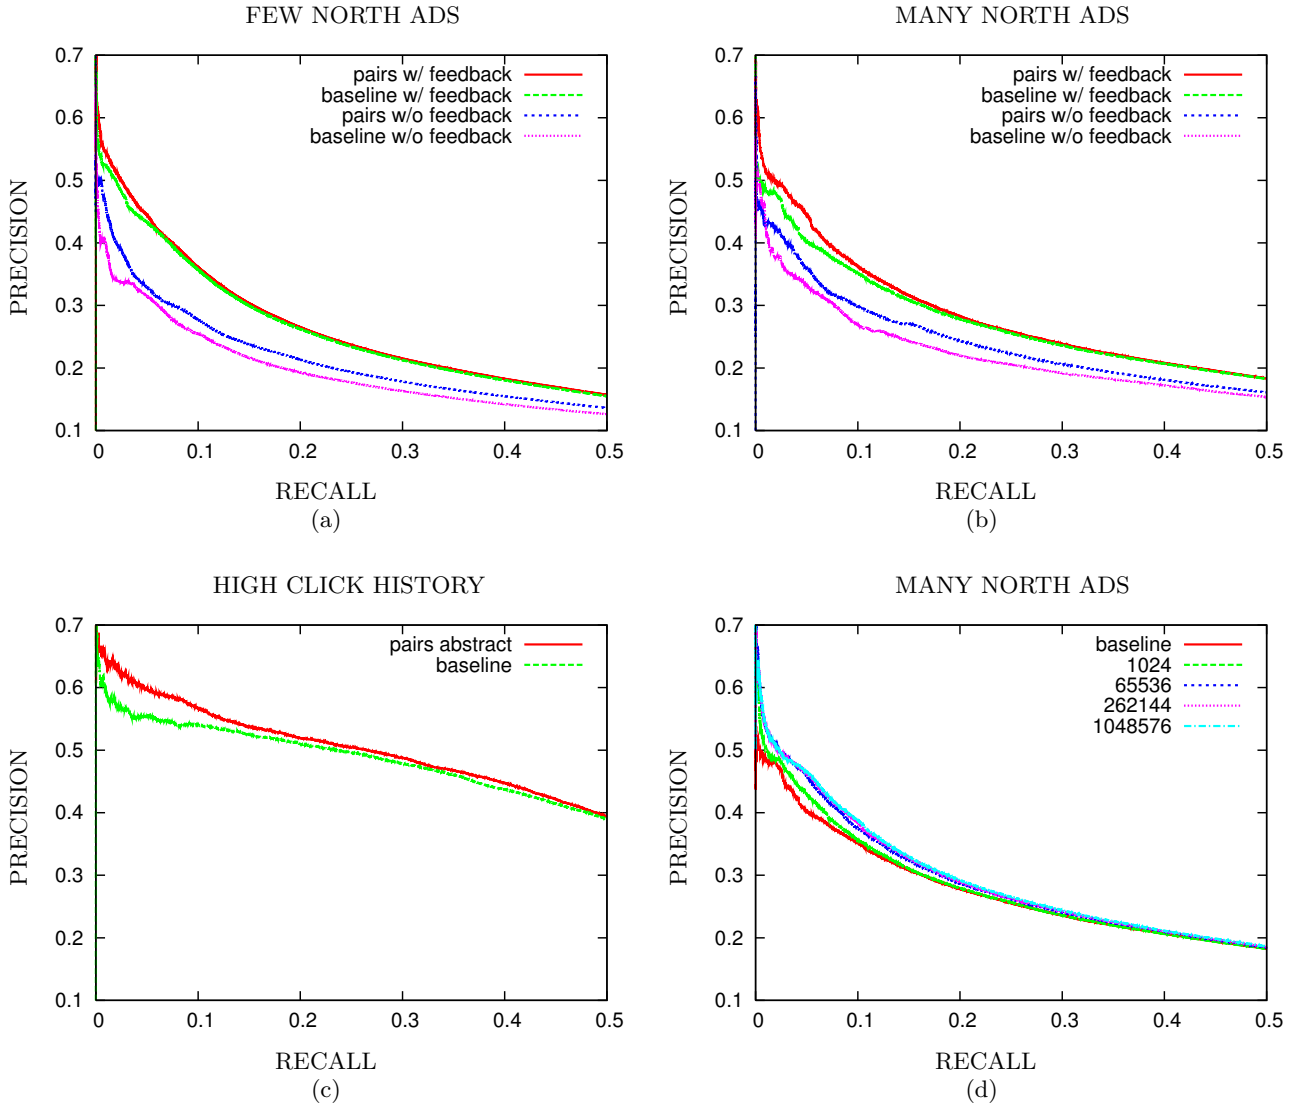 FEW NORTH ADS
0.7
0.6
0.5
0.4
0.3
0.2
0.1
0 0.1 0.2 0.3 0.4 0.5
PRECISION
RECALL
pairs w/ feedback
baseline w/ feedback
pairs w/o feedback
baseline w/o feedback
(a)
MANY NORTH ADS
0.7
0.6
0.5
0.4
0.3
0.2
0.1
0 0.1 0.2 0.3 0.4 0.5
PRECISION
RECALL
pairs w/ feedback
baseline w/ feedback
pairs w/o feedback
baseline w/o feedback
(b)
HIGH CLICK HISTORY
0.7
0.6
0.5
0.4
0.3
0.2
0.1
0 0.1 0.2 0.3 0.4 0.5
PRECISION
RECALL
pairs abstract
baseline
(c)
MANY NORTH ADS
0.7
0.6
0.5
0.4
0.3
0.2
0.1
0 0.1 0.2 0.3 0.4 0.5
PRECISION
RECALL
baseline
1024
65536
262144
1048576
(d)